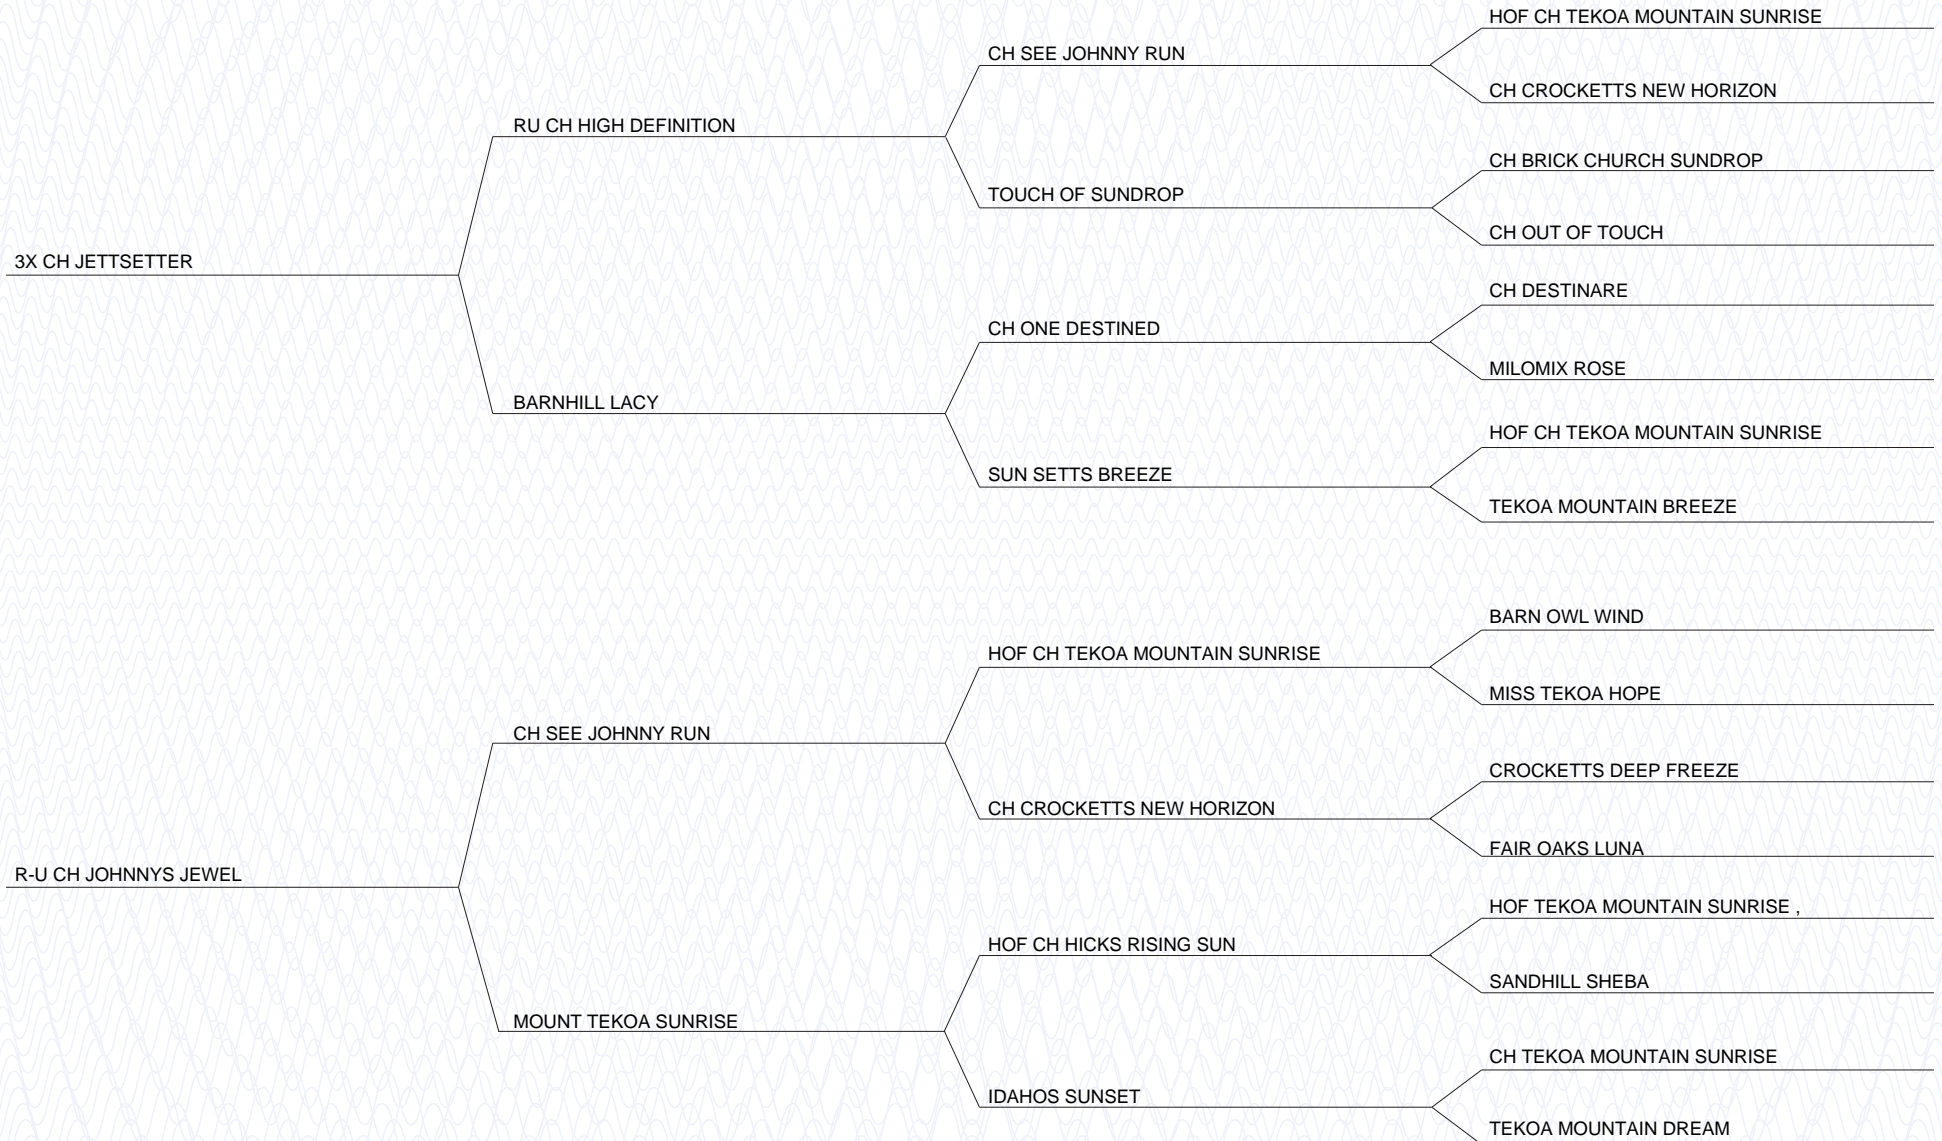 HOF CH TEKOA MOUNTAIN SUNRISE
CH SEE JOHNNY RUN
CH CROCKETTS NEW HORIZON
RU CH HIGH DEFINITION
CH BRICK CHURCH SUNDROP
TOUCH OF SUNDROP
CH OUT OF TOUCH
3X CH JETTSETTER
CH DESTINARE
CH ONE DESTINED
MILOMIX ROSE
BARNHILL LACY
HOF CH TEKOA MOUNTAIN SUNRISE
SUN SETTS BREEZE
TEKOA MOUNTAIN BREEZE
BARN OWL WIND
HOF CH TEKOA MOUNTAIN SUNRISE
MISS TEKOA HOPE
CH SEE JOHNNY RUN
CROCKETTS DEEP FREEZE
CH CROCKETTS NEW HORIZON
FAIR OAKS LUNA
R-U CH JOHNNYS JEWEL
HOF TEKOA MOUNTAIN SUNRISE ,
HOF CH HICKS RISING SUN
SANDHILL SHEBA
MOUNT TEKOA SUNRISE
CH TEKOA MOUNTAIN SUNRISE
IDAHOS SUNSET
TEKOA MOUNTAIN DREAM